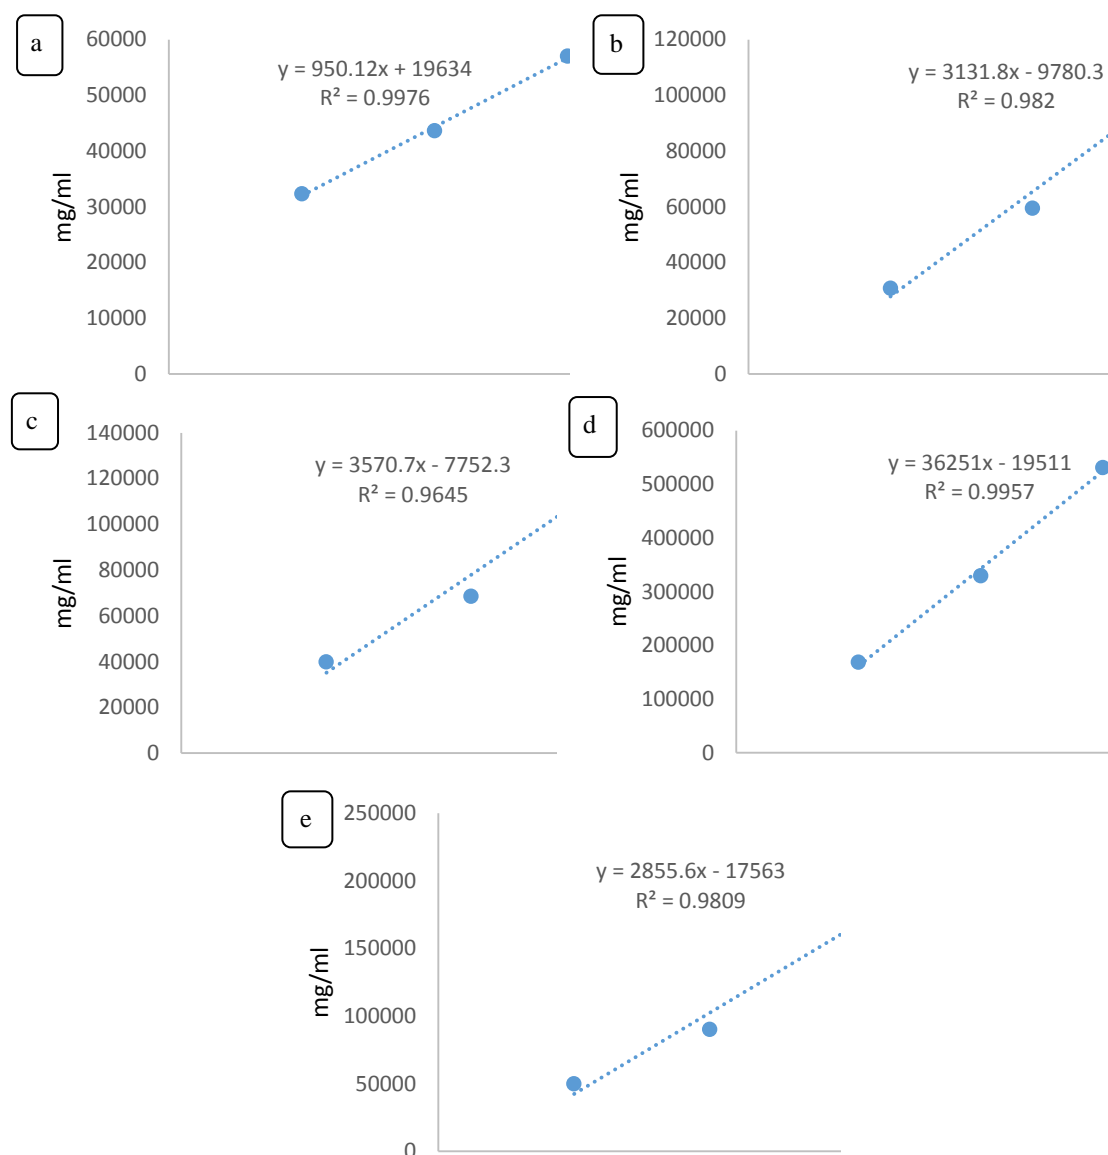 a
60000
50000
40000
30000
20000
10000
0
mg/ml
y = 950.12x + 19634
R² = 0.9976
b
120000
100000
80000
60000
40000
20000
0
mg/ml
y = 3131.8x - 9780.3
R² = 0.982
c
140000
120000
100000
80000
60000
40000
20000
0
mg/ml
y = 3570.7x - 7752.3
R² = 0.9645
d
600000
500000
400000
300000
200000
100000
0
mg/ml
y = 36251x - 19511
R² = 0.9957
e
250000
200000
150000
100000
50000
0
mg/ml
y = 2855.6x - 17563
R² = 0.9809